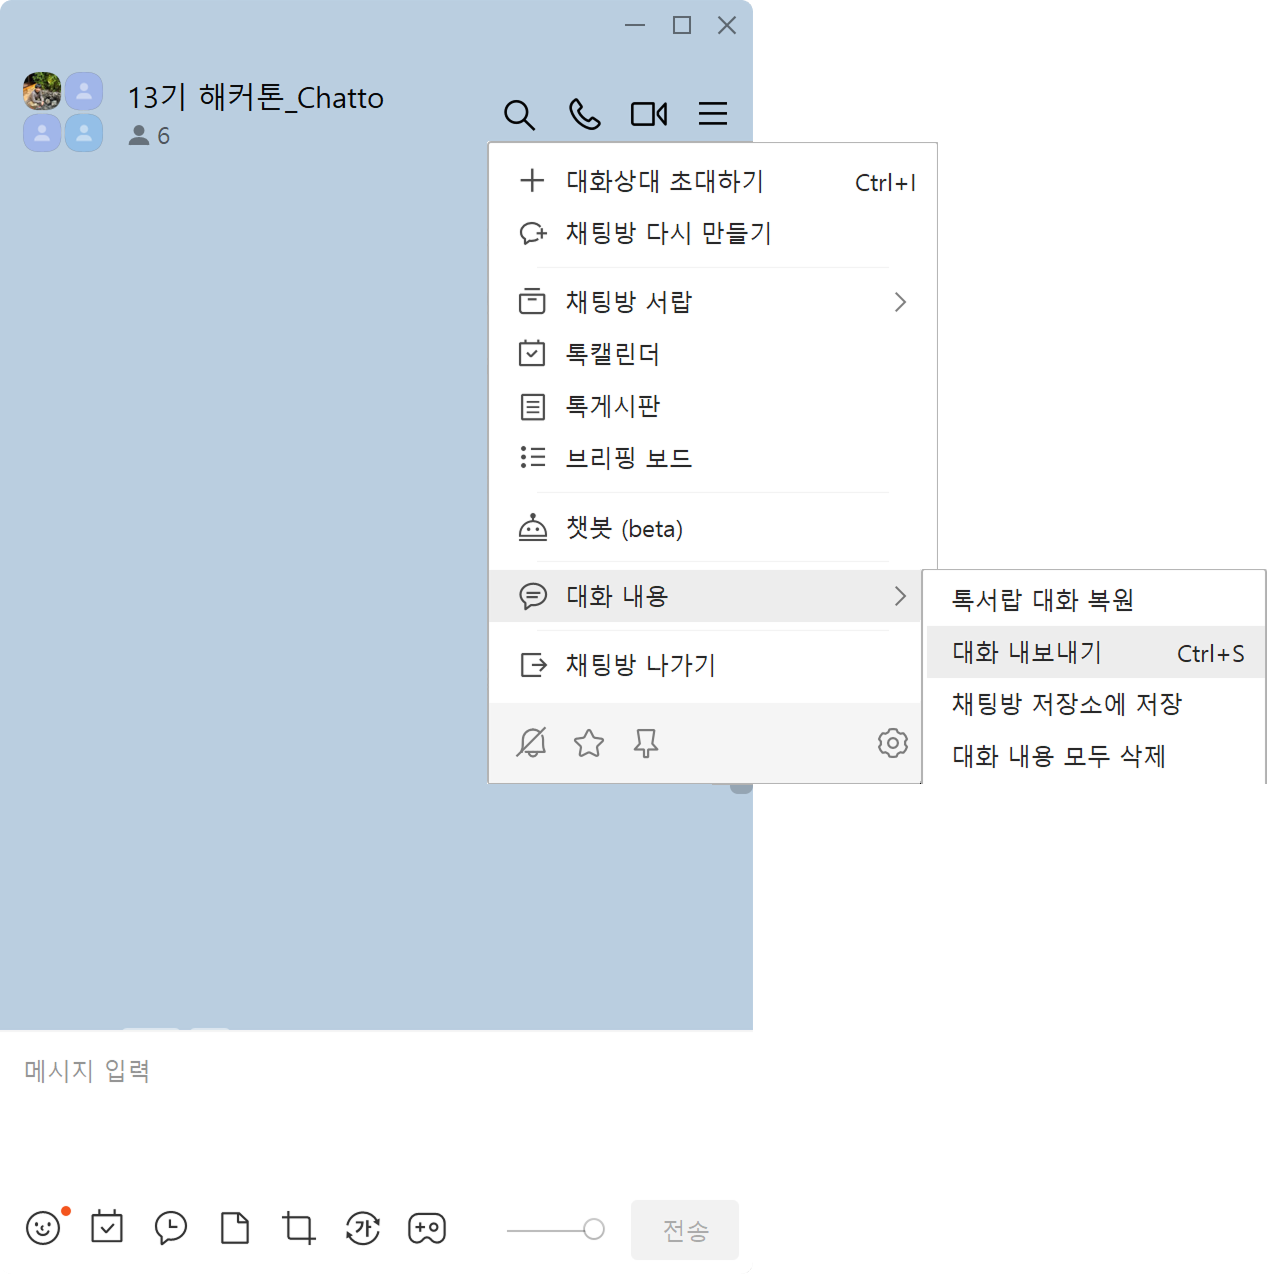 13기 해커톤_Chatto
6
대화상대 초대하기 Ctrl+I
채팅방 다시 만들기
채팅방 서랍
톡캘린더
톡게시판
브리핑 보드
챗봇 (beta)
대화 내용
채팅방 나가기
톡서랍 대화 복원
대화 내보내기 Ctrl+S
채팅방 저장소에 저장
대화 내용 모두 삭제
메시지 입력
가
전송